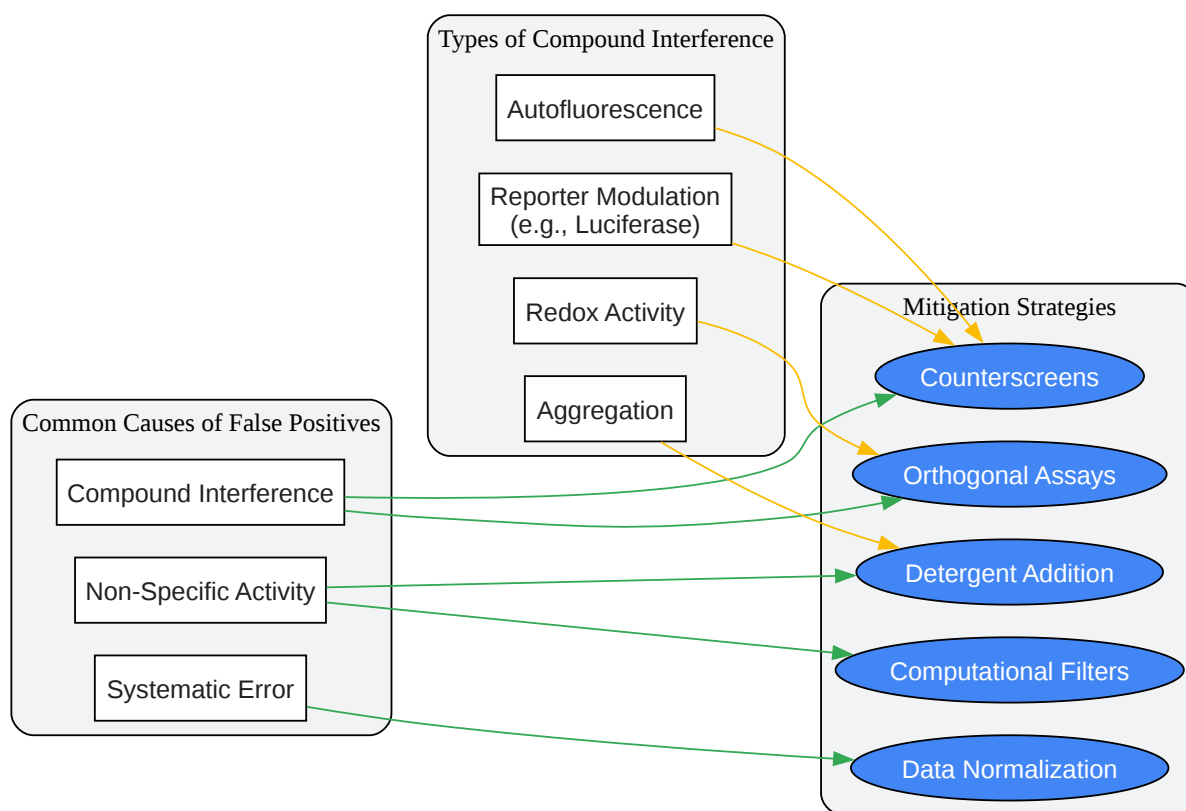 Types of Compound Interference
Autofluorescence
Reporter Modulation
(e.g., Luciferase)
Redox Activity
Aggregation
Common Causes of False Positives
Compound Interference
Non-Specific Activity
Systematic Error
Mitigation Strategies
Counterscreens
Orthogonal Assays
Detergent Addition
Computational Filters
Data Normalization